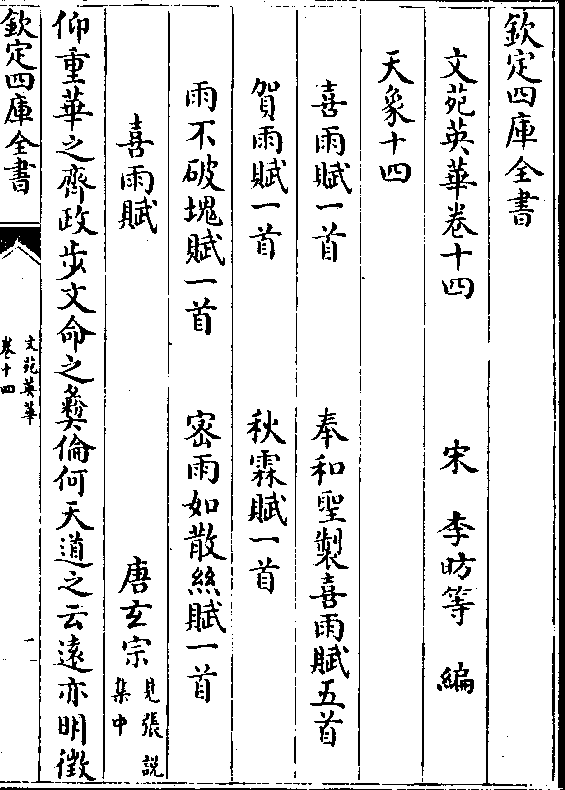 欽定四庫全書
文苑英華卷十四　宋　李昉等　編
天象十四
喜雨賦一首　奉和聖製喜雨賦五首
賀雨賦一首　秋霖賦一首
雨不破塊賦一首　密雨如散絲賦一首
喜雨賦　唐玄宗　見張說集中
仰重華之齊政步文命之彝倫何天道之云遠亦明徵
欽定四庫全書
文苑英華
卷十四
一